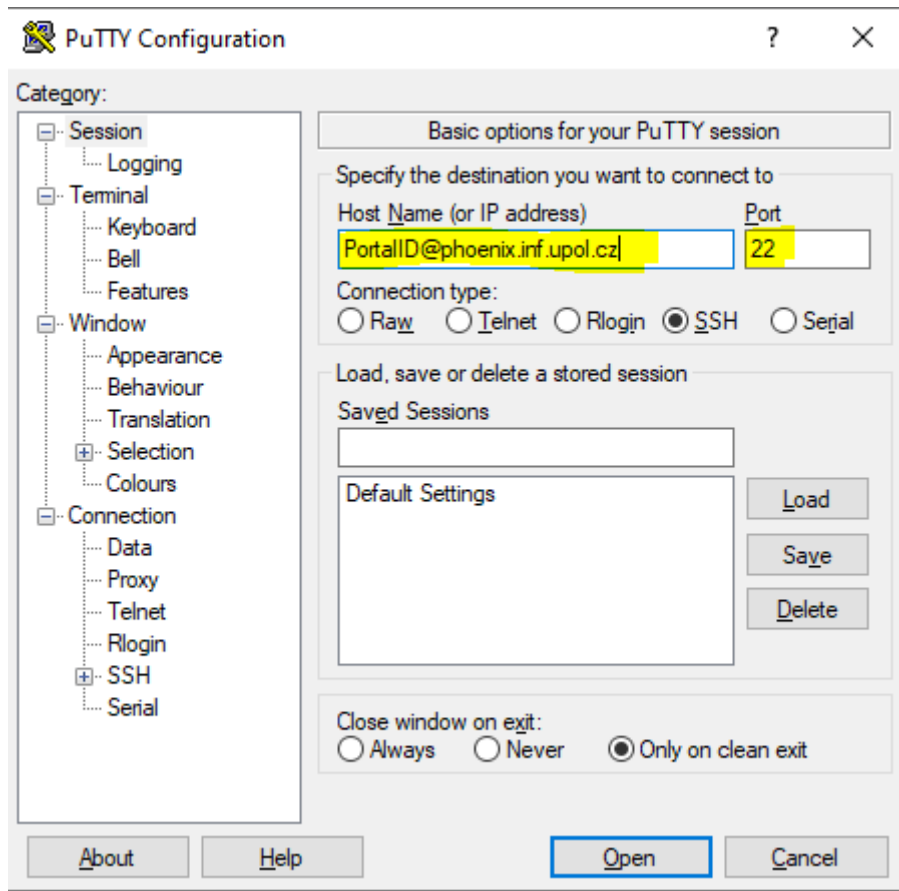 PuTTY Configuration
Category:
Session
Logging
Terminal
Keyboard
Bell
Features
Window
Appearance
Behaviour
Translation
Selection
Colours
Connection
Data
Proxy
Telnet
Rlogin
SSH
Serial
Basic options for your PuTTY session
Specify the destination you want to connect to
Host Name (or IP address) Port
PortalID@phoenix.inf.upol.cz 22
Connection type:
Raw Telnet Rlogin SSH Serial
Load, save or delete a stored session
Saved Sessions
Default Settings
Load
Save
Delete
Close window on exit:
Always Never Only on clean exit
About Help Open Cancel